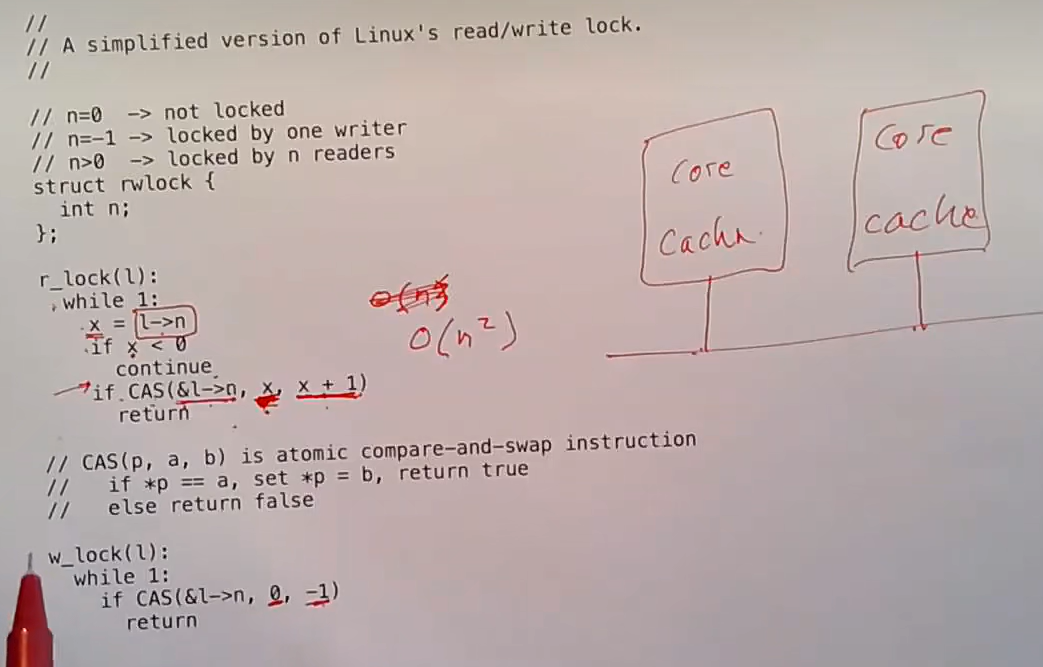 //
// A simplified version of Linux's read/write lock.
//
// n=0 -> not locked
// n=-1 -> locked by one writer
// n>0 -> locked by n readers
struct rwlock {
int n;
};
r_lock(l):
while 1:
x = l->n
if x < 0
continue
if CAS(&l->n, x, x + 1)
return
// CAS(p, a, b) is atomic compare-and-swap instruction
// if *p == a, set *p = b, return true
// else return false
w_lock(l):
while 1:
if CAS(&l->n, 0, -1)
return
O(n²)
Core
Cache
Core
Cache